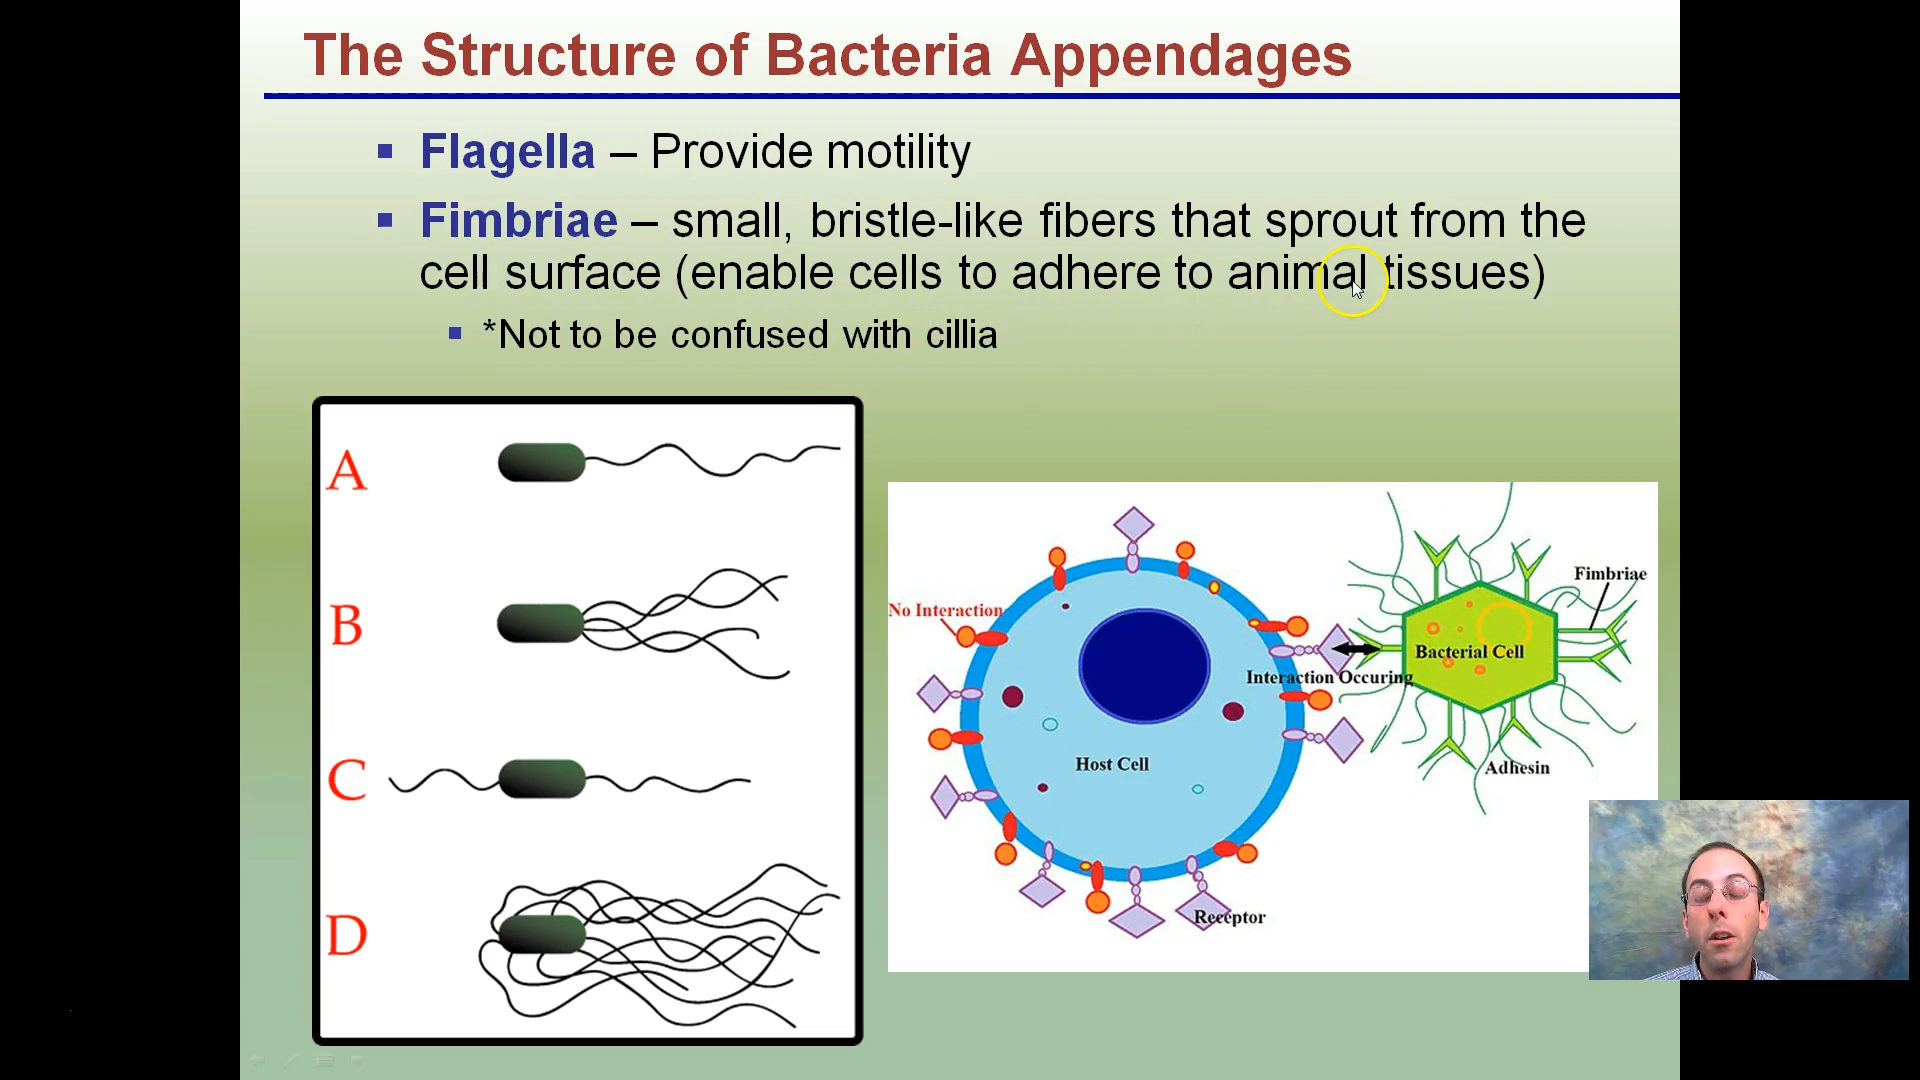 The Structure of Bacteria Appendages
Flagella – Provide motility
Fimbriae – small, bristle-like fibers that sprout from the
cell surface (enable cells to adhere to animal tissues)
*Not to be confused with cillia
A
B
C
D
No Interaction
Host Cell
Receptor
Interaction Occuring
Bacterial Cell
Fimbriae
Adhesin